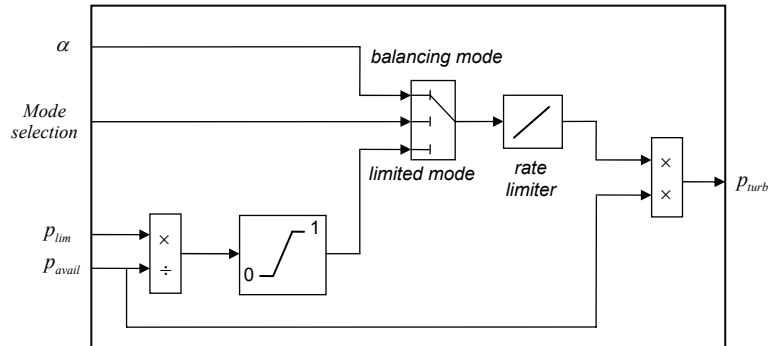 α
balancing mode
Mode
selection
limited mode
rate
limiter
×
×
p_turb
p_lim
p_avail
×
÷
0
1